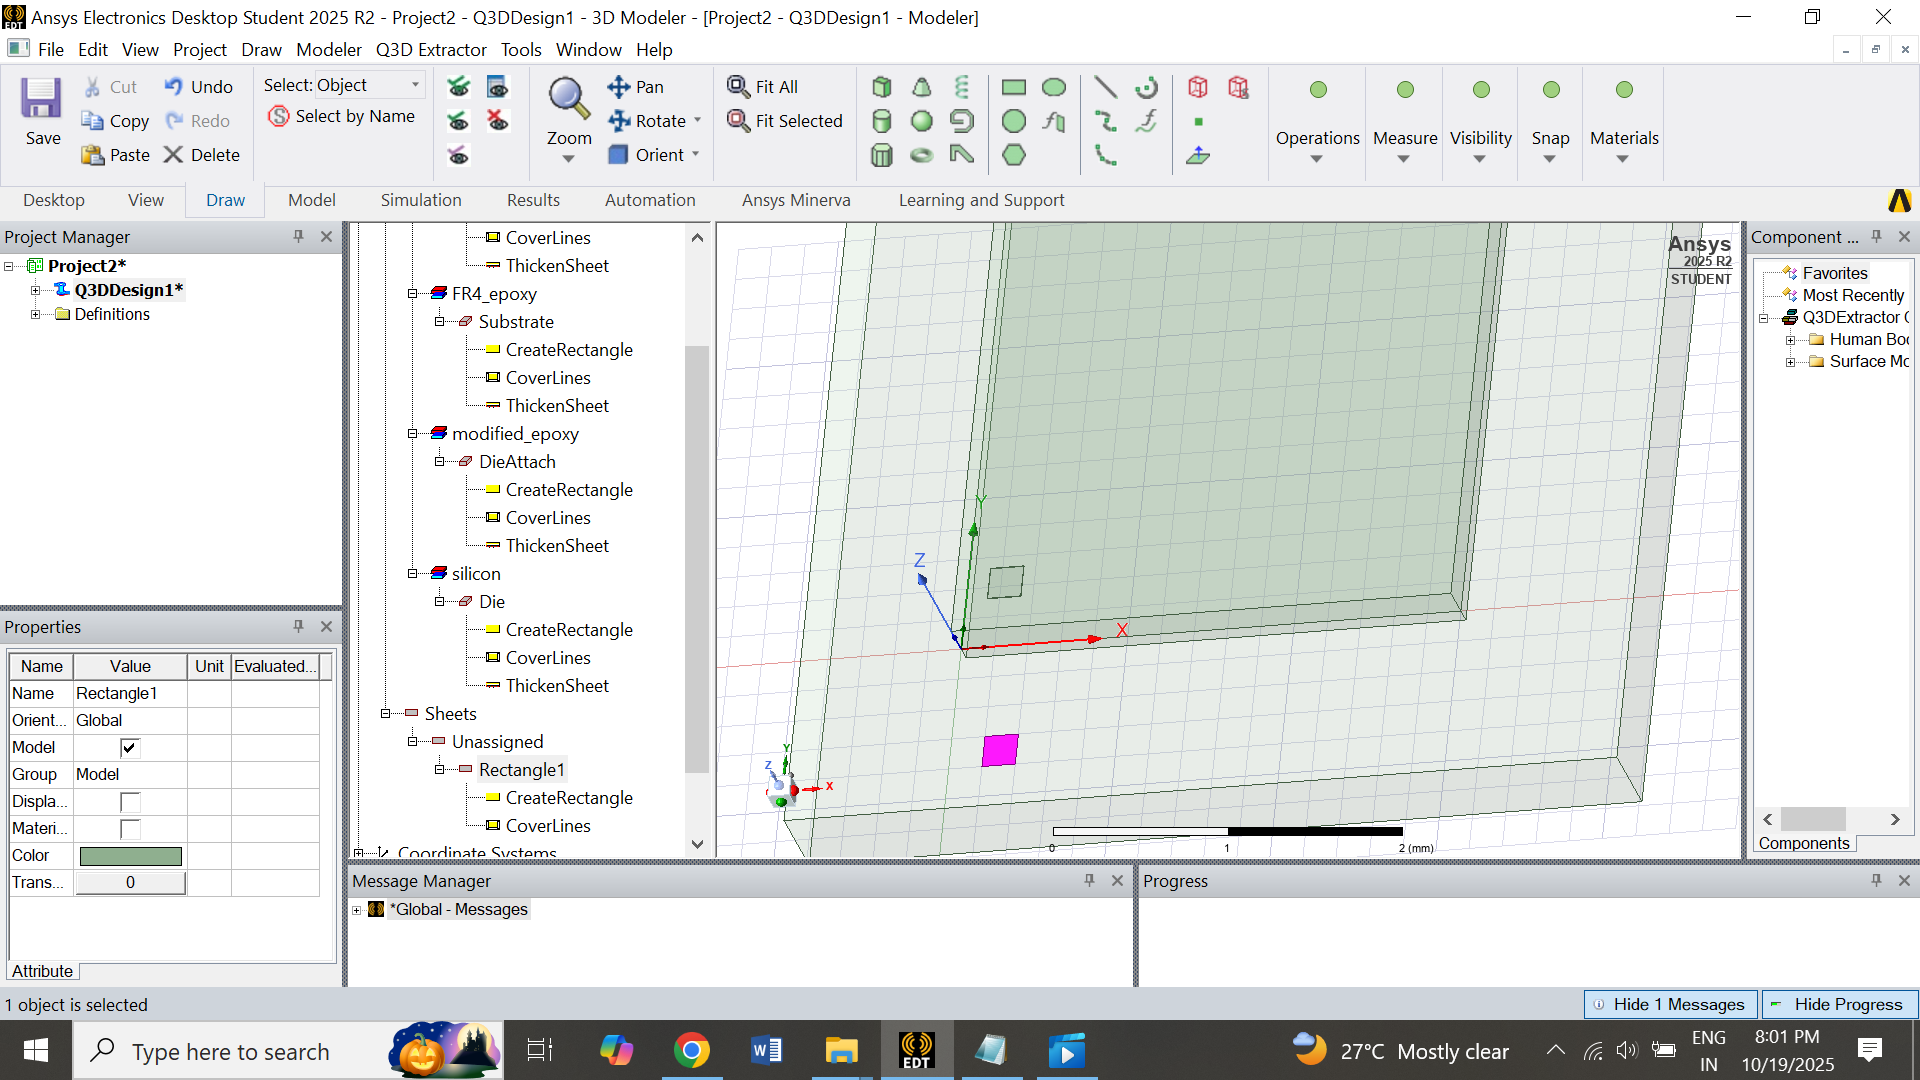 Ansys Electronics Desktop Student 2025 R2 - Project2 - Q3DDesign1 - 3D Modeler - [Project2 - Q3DDesign1 - Modeler]
File Edit View Project Draw Modeler Q3D Extractor Tools Window Help
Save
Cut
Copy
Paste
Undo
Redo
Delete
Select: Object
Select by Name
Zoom
Pan
Rotate
Orient
Fit All
Fit Selected
Operations
Measure
Visibility
Snap
Materials
Desktop View Draw Model Simulation Results Automation Ansys Minerva Learning and Support
Project Manager
Project2*
Q3DDesign1*
Definitions
Properties
Name Value Unit Evaluated...
Name Rectangle1
Orient... Global
Model
Group Model
Displa...
Materi...
Color
Trans... 0
Attribute
CoverLines
ThickenSheet
FR4_epoxy
Substrate
CreateRectangle
CoverLines
ThickenSheet
modified_epoxy
DieAttach
CreateRectangle
CoverLines
ThickenSheet
silicon
Die
CreateRectangle
CoverLines
ThickenSheet
Sheets
Unassigned
Rectangle1
CreateRectangle
CoverLines
Coordinate Systems
Ansys
2025 R2
STUDENT
Y
Z
X
Y
Z
X
0 1 2 (mm)
Component ...
Favorites
Most Recently
Q3DExtractor
Human Bo
Surface Mo
Components
Message Manager
*Global - Messages
Progress
1 object is selected
Hide 1 Messages
Hide Progress
Type here to search
EDT
27°C Mostly clear
ENG
IN
8:01 PM
10/19/2025